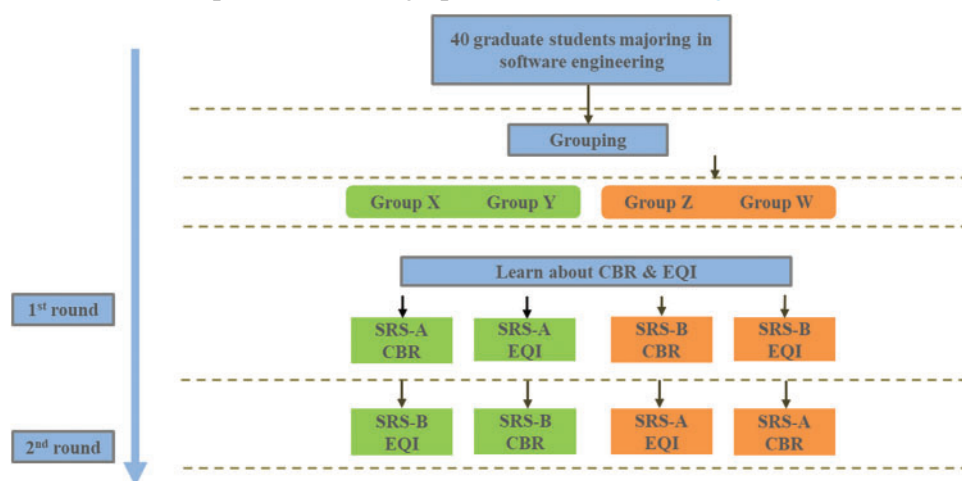 40 graduate students majoring in
software engineering
Grouping
Group X Group Y Group Z Group W
Learn about CBR & EQI
1st round
SRS-A SRS-A SRS-B SRS-B
CBR EQI CBR EQI
2nd round
SRS-B SRS-B SRS-A SRS-A
EQI CBR EQI CBR